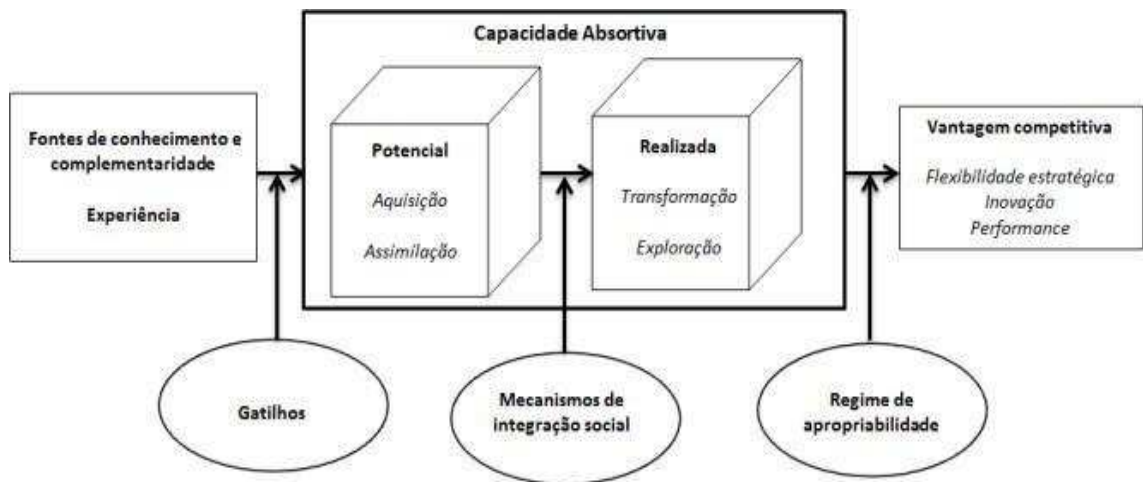 Capacidade Absortiva
Fontes de conhecimento e
complementaridade
Experiência
Potencial
Aquisição
Assimilação
Realizada
Transformação
Exploração
Vantagem competitiva
Flexibilidade estratégica
Inovação
Performance
Gatilhos
Mecanismos de
integração social
Regime de
apropriabilidade